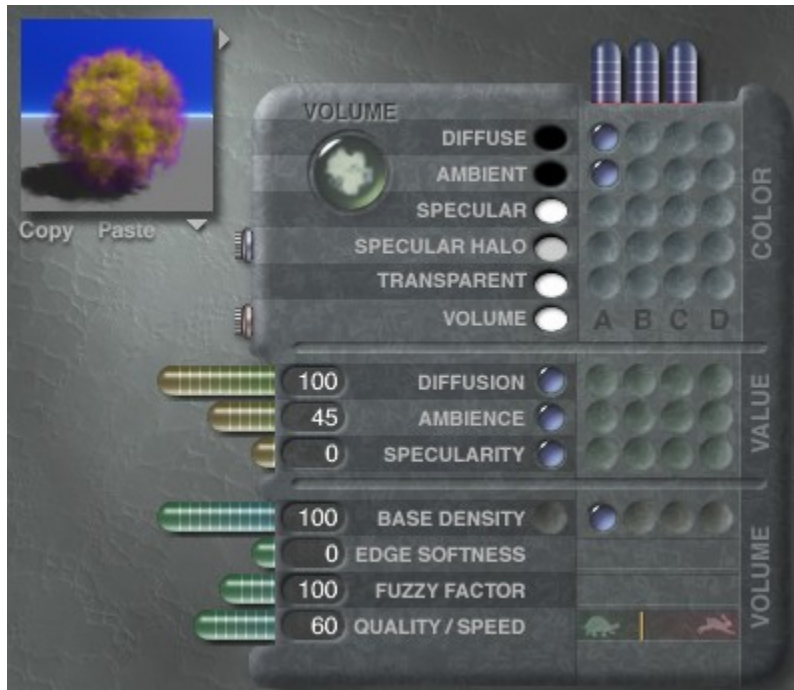 VOLUME
DIFFUSE
AMBIENT
Copy Paste
SPECULAR
SPECULAR HALO
TRANSPARENT
VOLUME A B C D
COLOR
100 DIFFUSION
45 AMBIENCE
0 SPECULARITY
VALUE
100 BASE DENSITY
0 EDGE SOFTNESS
100 FUZZY FACTOR
60 QUALITY / SPEED
VOLUME